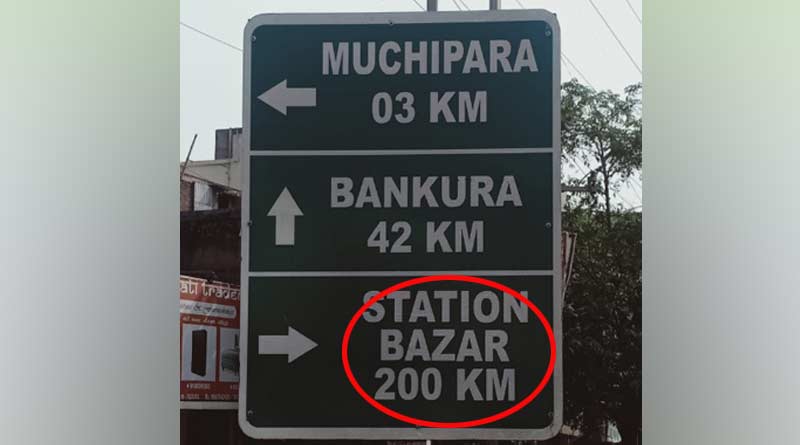 MUCHIPARA
03 KM
BANKURA
42 KM
STATION
BAZAR
200 KM